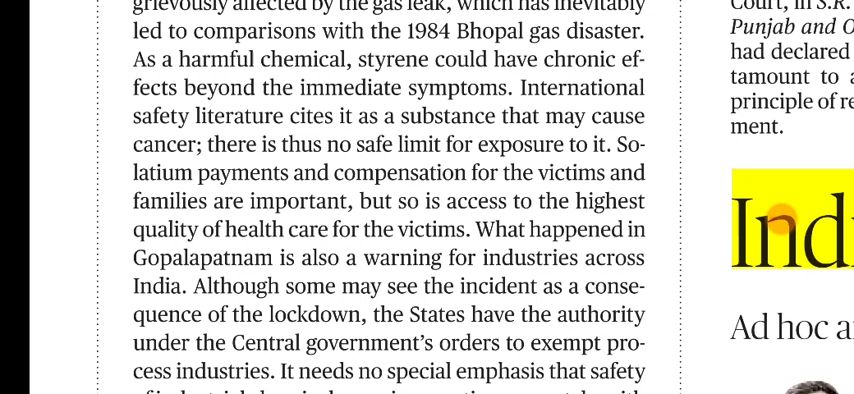 grievously affected by the gas leak, which has inevitably
led to comparisons with the 1984 Bhopal gas disaster.
As a harmful chemical, styrene could have chronic ef-
fects beyond the immediate symptoms. International
safety literature cites it as a substance that may cause
cancer; there is thus no safe limit for exposure to it. So-
latium payments and compensation for the victims and
families are important, but so is access to the highest
quality of health care for the victims. What happened in
Gopalapatnam is also a warning for industries across
India. Although some may see the incident as a conse-
quence of the lockdown, the States have the authority
under the Central government's orders to exempt pro-
cess industries. It needs no special emphasis that safety
Court, in S.R.
Punjab and
had declared
tamount to
principle of
ment.
Ad hoc